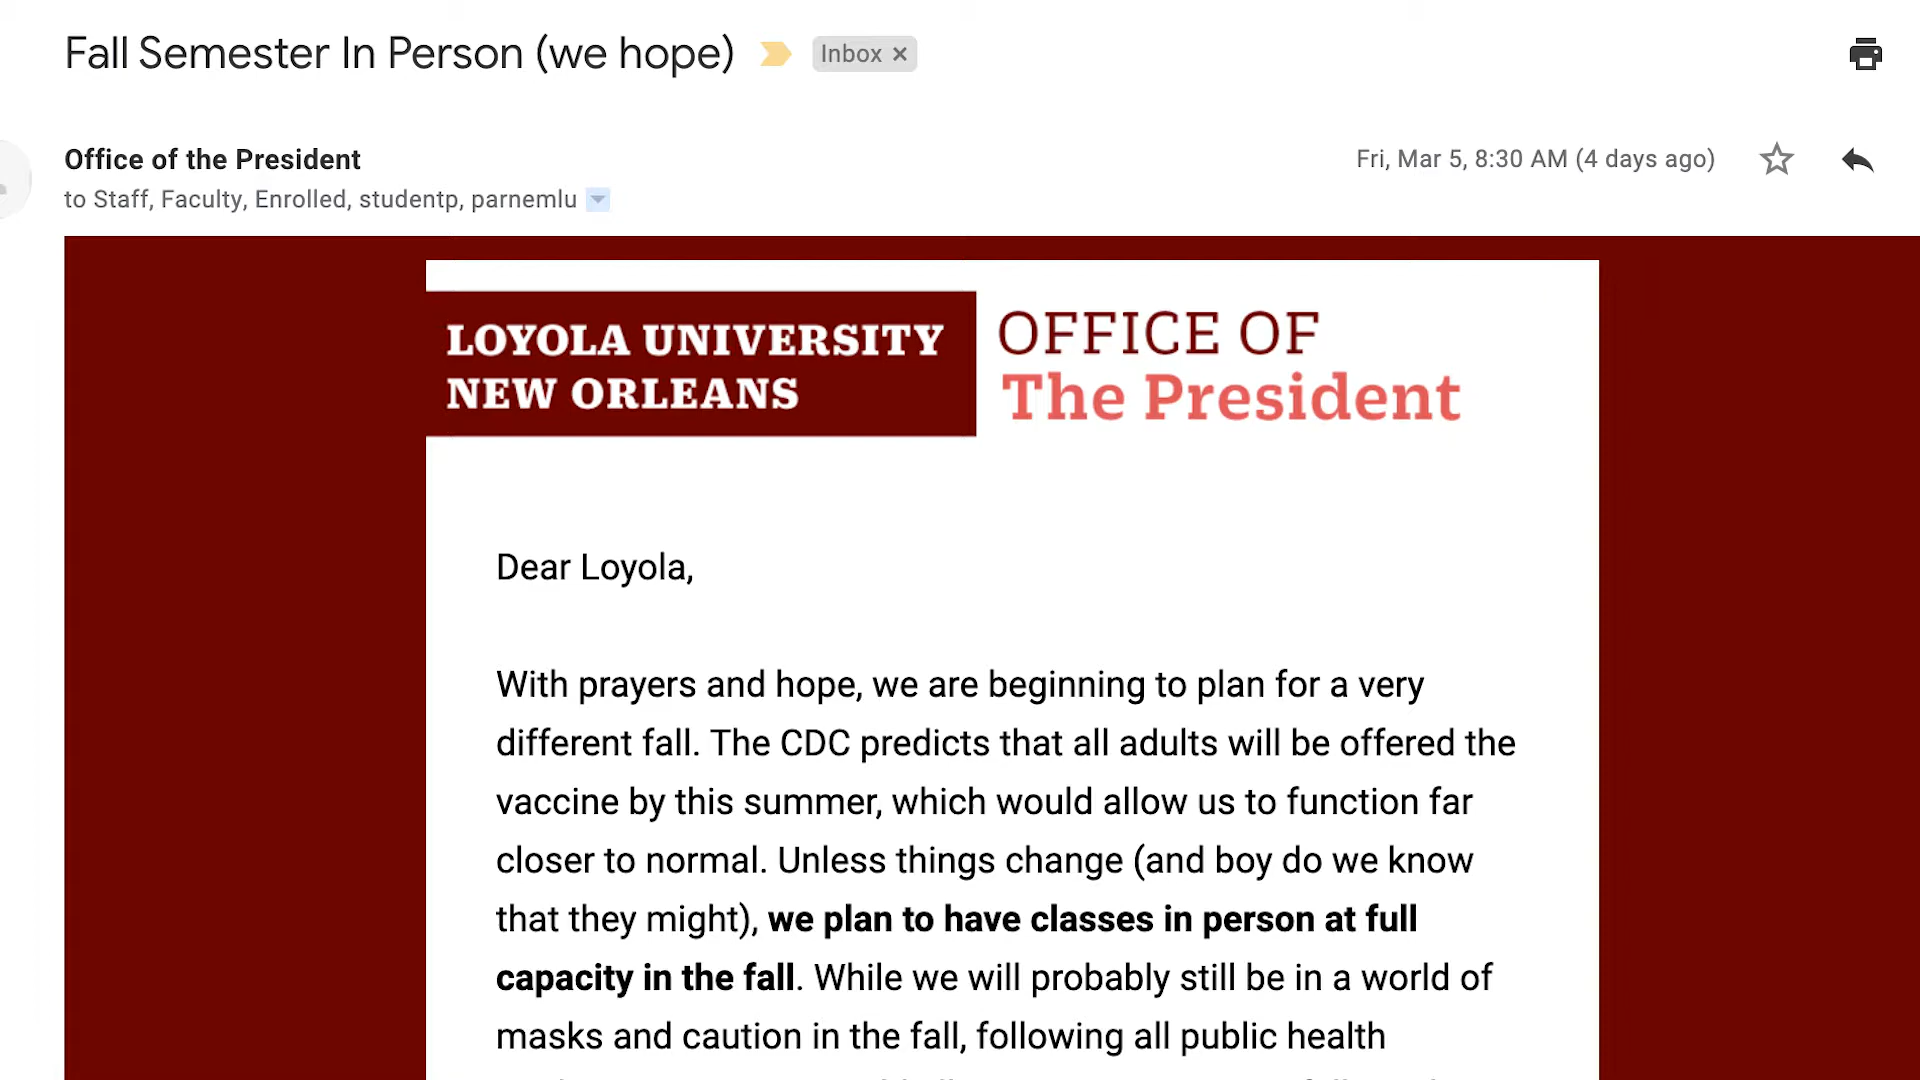 Fall Semester In Person (we hope)
Inbox ×
Office of the President
Fri, Mar 5, 8:30 AM (4 days ago)
to Staff, Faculty, Enrolled, studentp, parnemlu
LOYOLA UNIVERSITY
NEW ORLEANS
OFFICE OF
The President
Dear Loyola,
With prayers and hope, we are beginning to plan for a very
different fall. The CDC predicts that all adults will be offered the
vaccine by this summer, which would allow us to function far
closer to normal. Unless things change (and boy do we know
that they might), we plan to have classes in person at full
capacity in the fall. While we will probably still be in a world of
masks and caution in the fall, following all public health